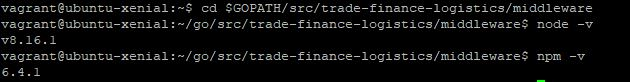 vagrant@ubuntu-xenial:~$ cd $GOPATH/src/trade-finance-logistics/middleware
vagrant@ubuntu-xenial:~/go/src/trade-finance-logistics/middleware$ node -v
v8.16.1
vagrant@ubuntu-xenial:~/go/src/trade-finance-logistics/middleware$ npm -v
6.4.1